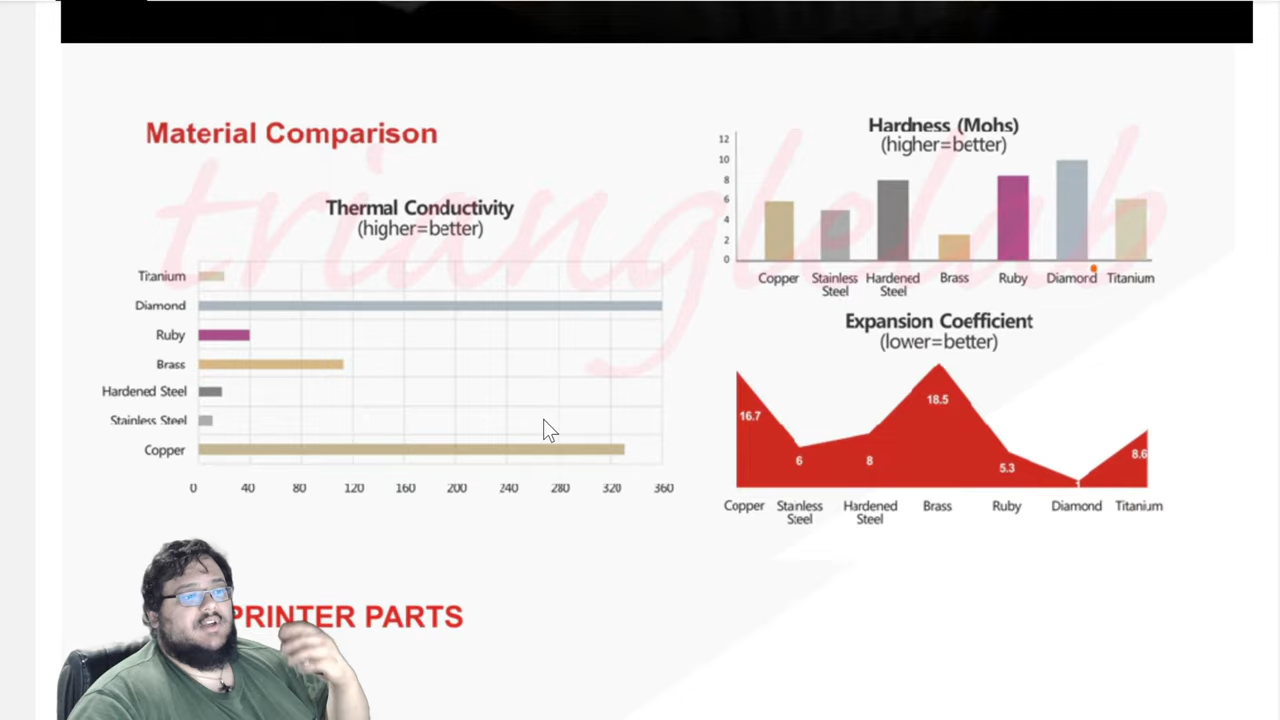 Material Comparison
trianglelab
Thermal Conductivity
(higher=better)
Titanium
Diamond
Ruby
Brass
Hardened Steel
Stainless Steel
Copper
0 40 80 120 160 200 240 280 320 360
Hardness (Mohs)
(higher=better)
12
10
8
6
4
2
0
Copper Stainless Steel Hardened Steel Brass Ruby Diamond Titanium
Expansion Coefficient
(lower=better)
16.7 6 8 18.5 5.3 1 8.6
Copper Stainless Steel Hardened Steel Brass Ruby Diamond Titanium
PRINTER PARTS